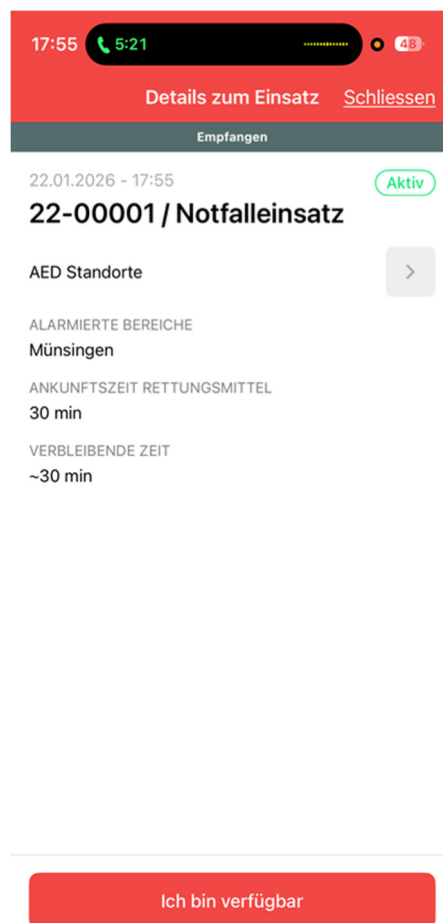 17:55 5:21 48
Details zum Einsatz Schliessen
Empfangen
22.01.2026 - 17:55 Aktiv
22-00001 / Notfalleinsatz
AED Standorte
ALARMIERTE BEREICHE
Münsingen
ANKUNFTSZEIT RETTUNGSMITTEL
30 min
VERBLEIBENDE ZEIT
~30 min
Ich bin verfügbar